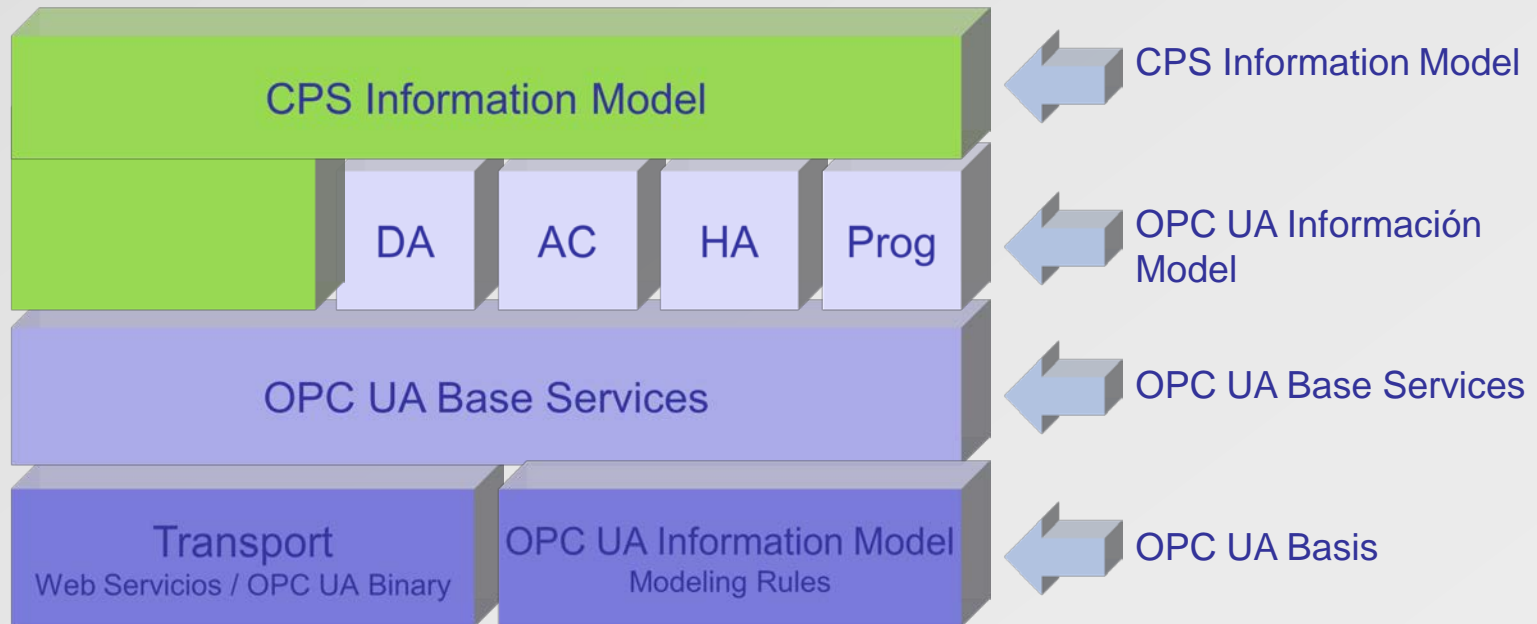 CPS Information Model
CPS Information Model
DA
AC
HA
Prog
OPC UA Información
Model
OPC UA Base Services
OPC UA Base Services
Transport
Web Servicios / OPC UA Binary
OPC UA Information Model
Modeling Rules
OPC UA Basis